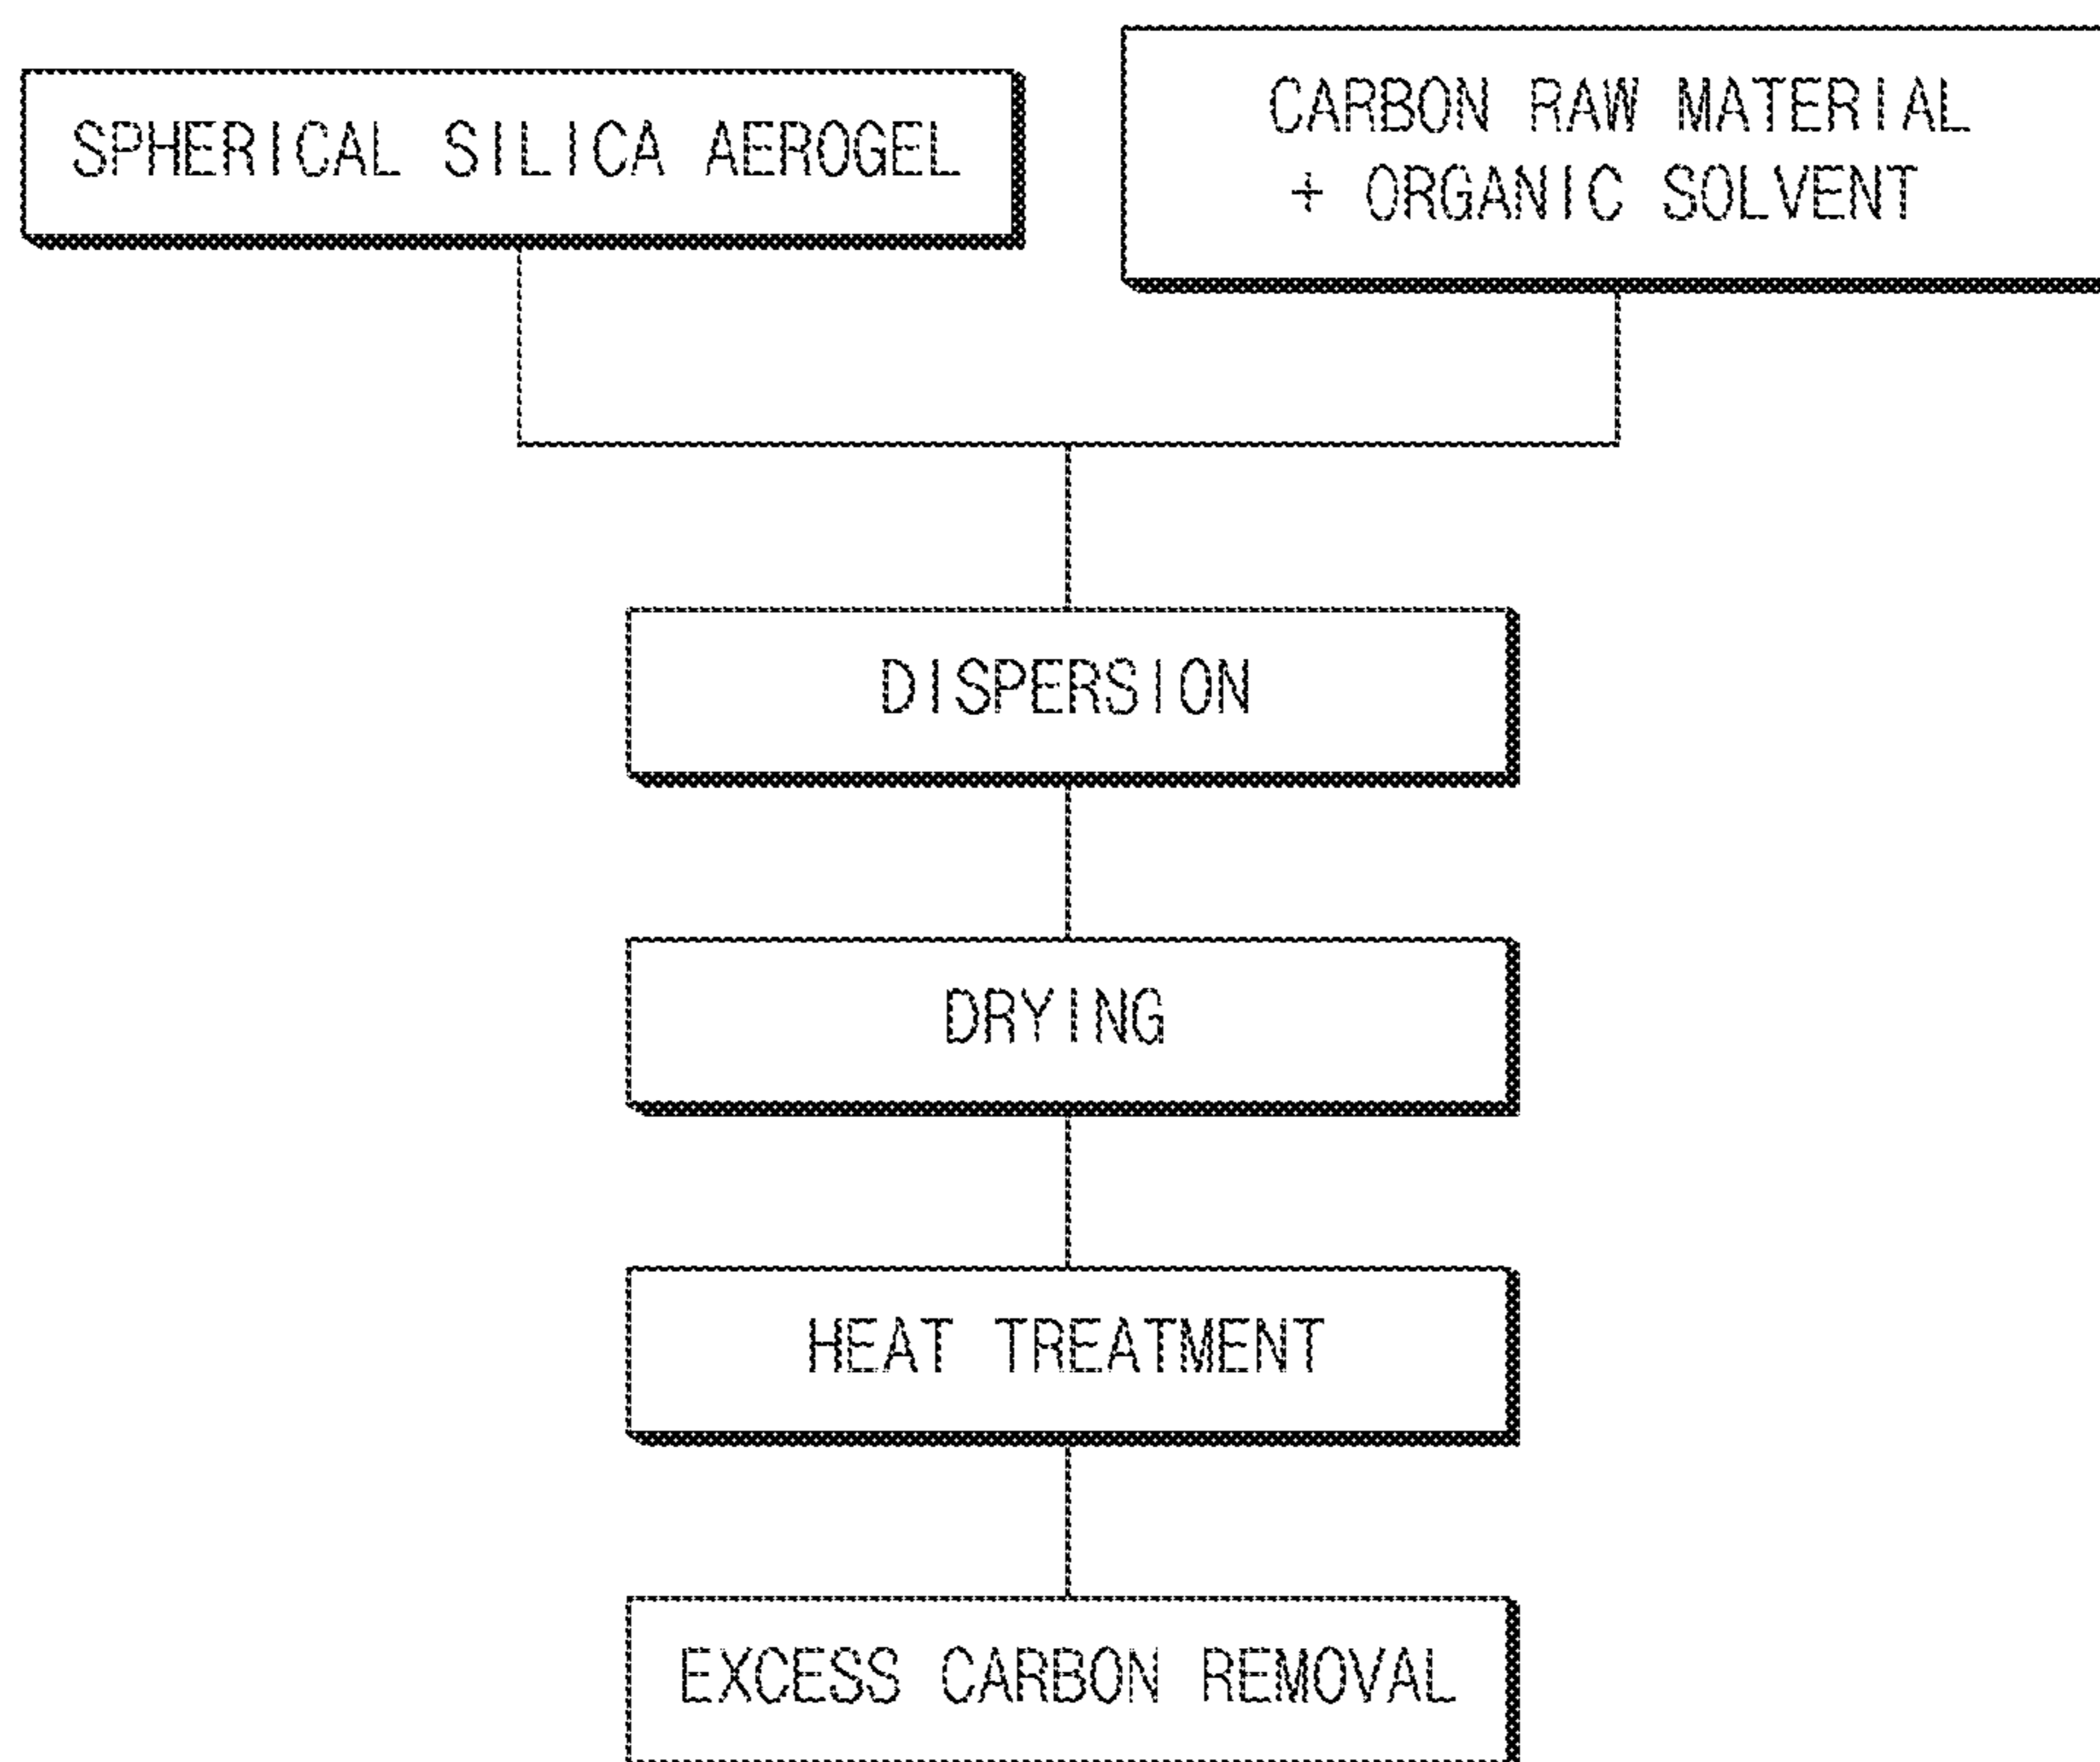 SPHERICAL SILICA AEROGEL
CARBON RAW MATERIAL
+ ORGANIC SOLVENT
DISPERSION
DRYING
HEAT TREATMENT
EXCESS CARBON REMOVAL